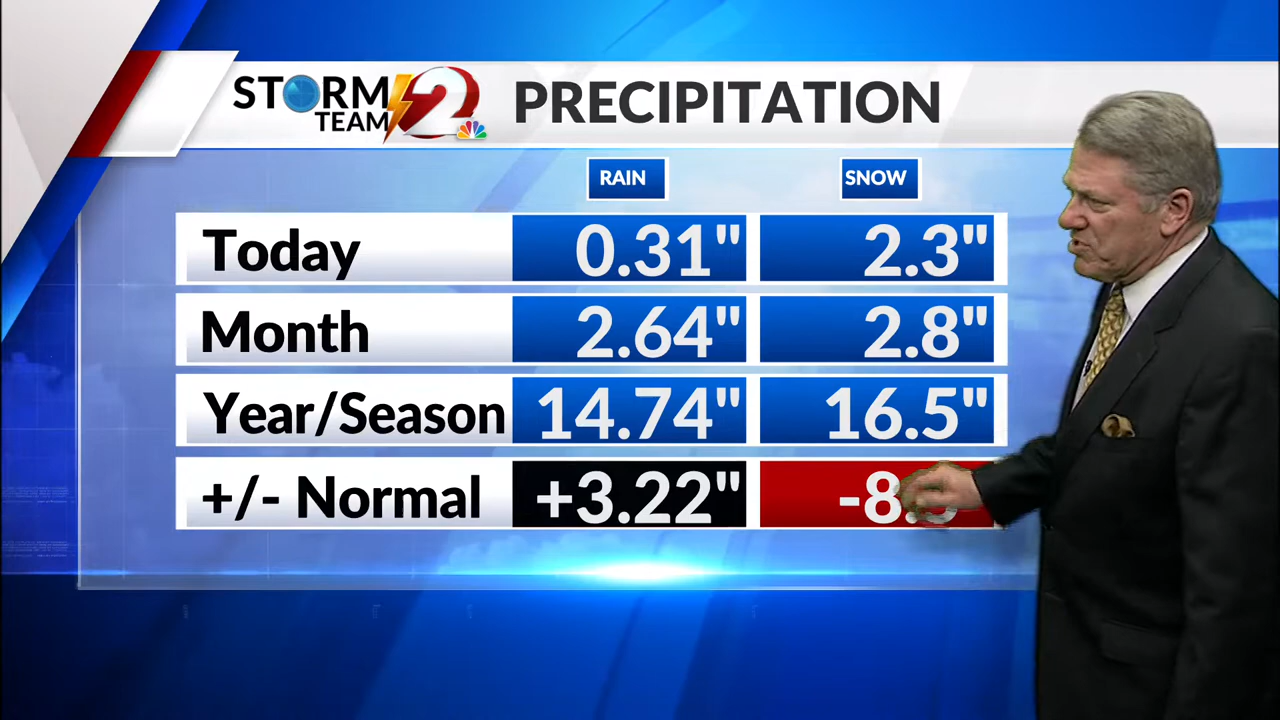 STORM TEAM 2 PRECIPITATION
RAIN SNOW
Today 0.31" 2.3"
Month 2.64" 2.8"
Year/Season 14.74" 16.5"
+/- Normal +3.22"